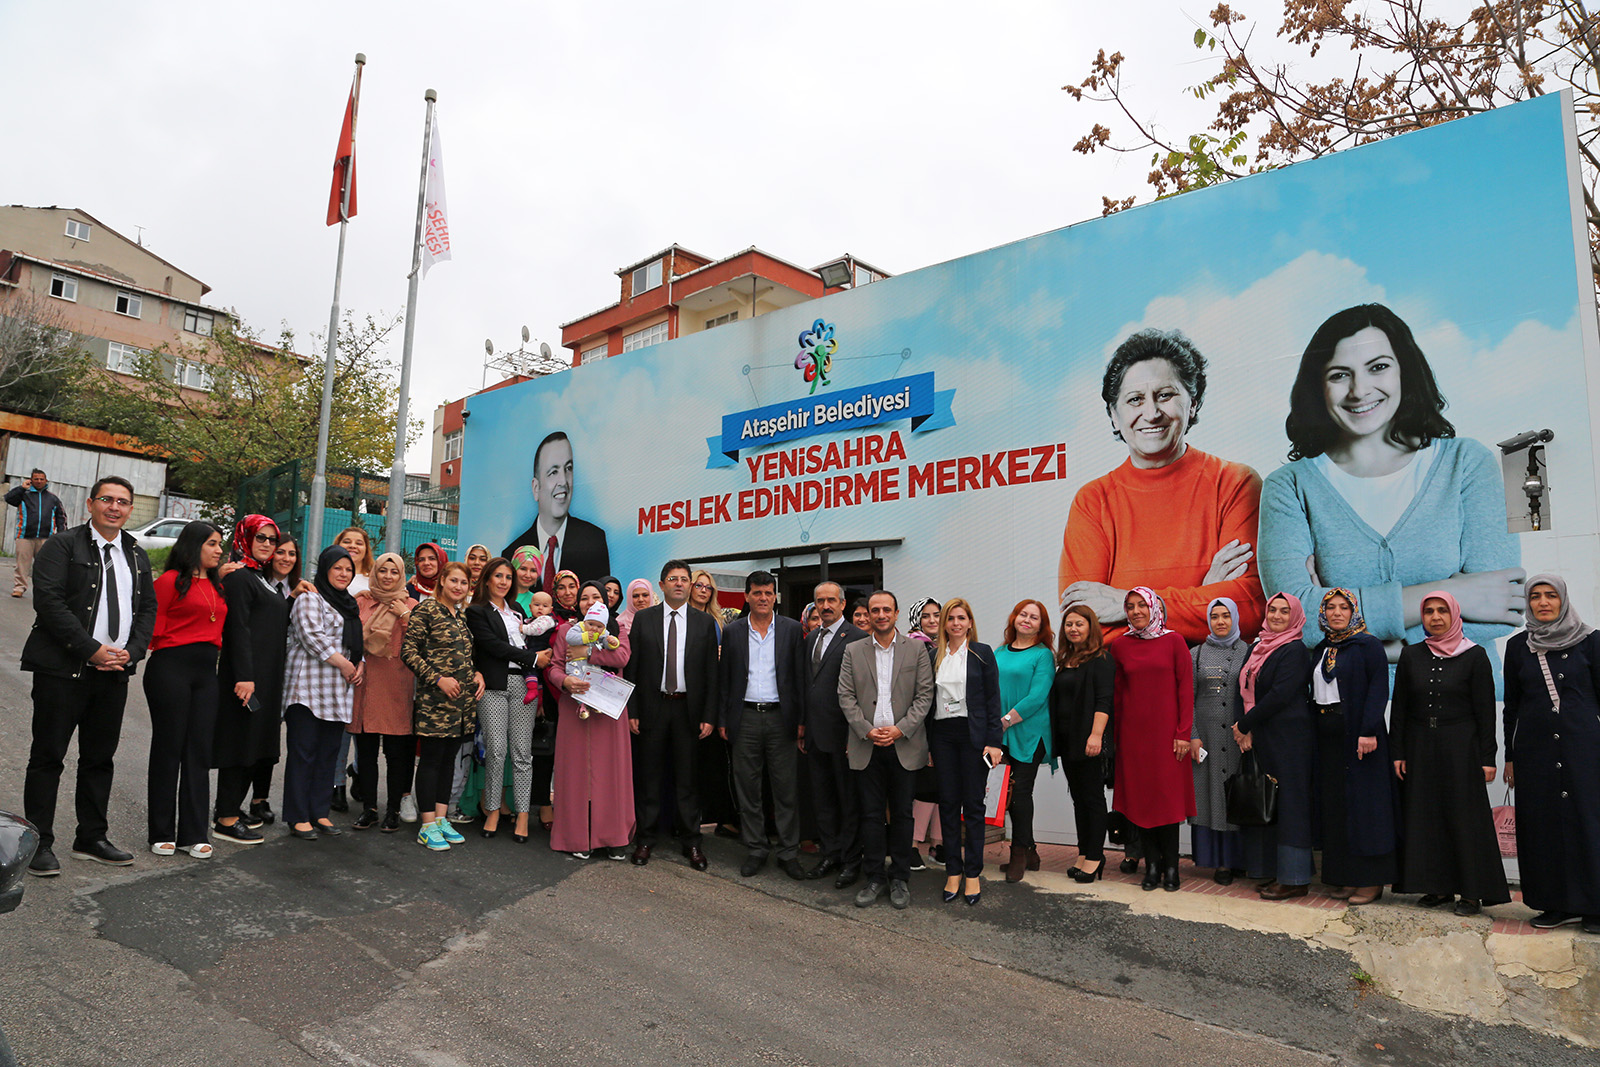 Ataşehir Belediyesi
YENİSAHRA
MESLEK EDİNDİRME MERKEZİ